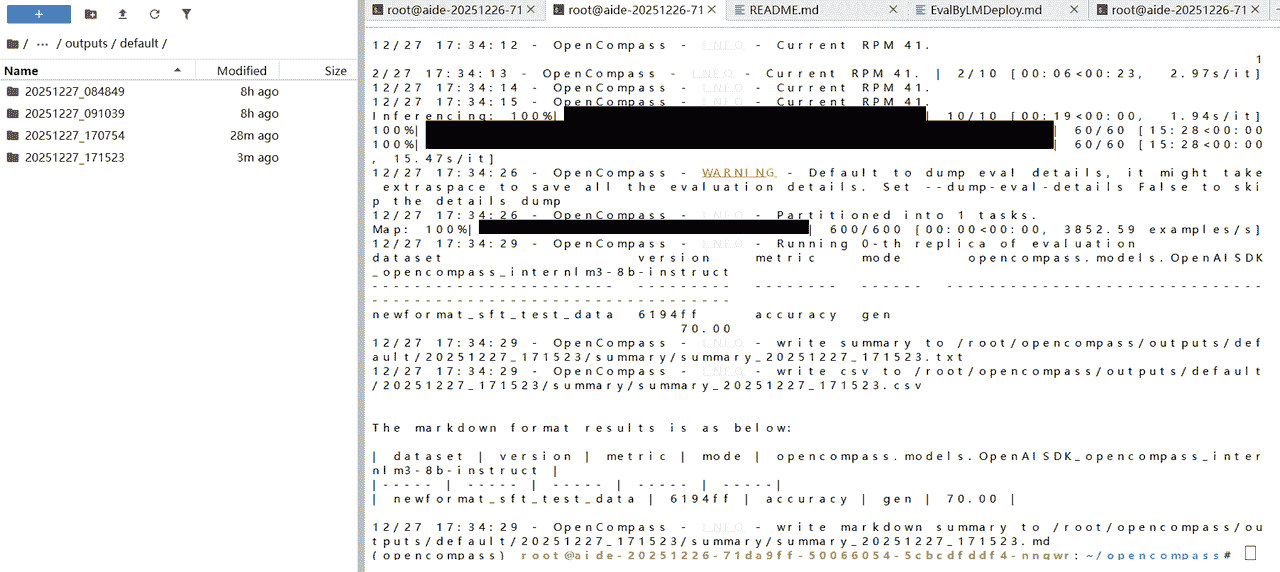 +
/ ··· / outputs / default /
Name Modified Size
20251227_084849 8h ago
20251227_091039 8h ago
20251227_170754 28m ago
20251227_171523 3m ago
root@aide-20251226-71 ✕ root@aide-20251226-71 ✕ README.md ✕ EvalByLMDeploy.md ✕ root@aide-20251226-71 ✕
12/27 17:34:12 - OpenCompass - INFO - Current RPM 41.
1
2/27 17:34:13 - OpenCompass - INFO - Current RPM 41. | 2/10 [00:06<00:23, 2.97s/it]
12/27 17:34:14 - OpenCompass - INFO - Current RPM 41.
12/27 17:34:15 - OpenCompass - INFO - Current RPM 41.
Inferencing: 100%| | 10/10 [00:19<00:00, 1.94s/it]
100%| | 60/60 [15:28<00:00
100%| | 60/60 [15:28<00:00
, 15.47s/it]
12/27 17:34:26 - OpenCompass - WARNING - Default to dump eval details, it might take
extraspace to save all the evaluation details. Set --dump-eval-details False to ski
p the details dump
12/27 17:34:26 - OpenCompass - INFO - Partitioned into 1 tasks.
Map: 100%| | 600/600 [00:00<00:00, 3852.59 examples/s]
12/27 17:34:29 - OpenCompass - INFO - Running 0-th replica of evaluation
dataset version metric mode opencompass.models.OpenAISDK
_opencompass_internlm3-8b-instruct
----------------------- --------- -------- ------ ------------------------------
----------------------------------
newformat_sft_test_data 6194ff accuracy gen
70.00
12/27 17:34:29 - OpenCompass - INFO - write summary to /root/opencompass/outputs/def
ault/20251227_171523/summary/summary_20251227_171523.txt
12/27 17:34:29 - OpenCompass - INFO - write csv to /root/opencompass/outputs/default
/20251227_171523/summary/summary_20251227_171523.csv
The markdown format results is as below:
| dataset | version | metric | mode | opencompass.models.OpenAISDK_opencompass_inter
nlm3-8b-instruct |
|----- | ----- | ----- | ----- | -----|
| newformat_sft_test_data | 6194ff | accuracy | gen | 70.00 |
12/27 17:34:29 - OpenCompass - INFO - write markdown summary to /root/opencompass/ou
tputs/default/20251227_171523/summary/summary_20251227_171523.md
(opencompass) root@aide-20251226-71da9ff-50066054-5cbcdfddf4-nnqwr:~/opencompass#